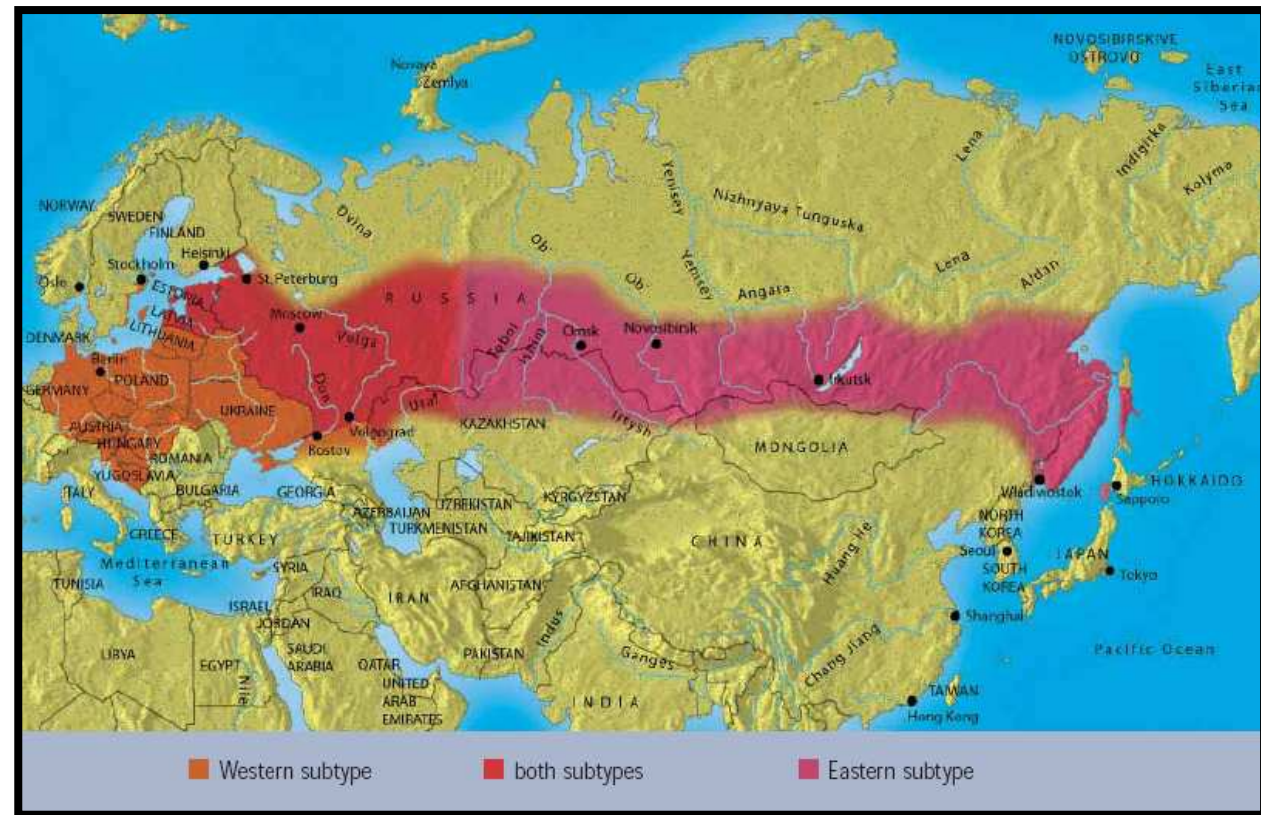 NOVOSIBIRSKIVE
OSTROVO
East
Siberian
Sea
Novaya
Zemlya
Lena
Indigirka
Kolyma
Yenisey
Nizhnyaya Tunguska
NORWAY
SWEDEN
FINLAND
Dvina
Helsinki
Stockholm
Oslo
St. Peterburg
Ob'
Ob'
Yenisey
Angara
Lena
Aldan
ESTORIA
LATVIA
LITHUANIA
RUSSIA
Moscow
Volga
Tobol
Ishim
Omsk
Novosibirsk
DENMARK
Berlin
GERMANY
POLAND
Don
Irkutsk
UKRAINE
Ural
Volgograd
KAZAKHSTAN
Irtysh
AUSTRIA
HUNGARY
Rostov
MONGOLIA
ROMANIA
YUGOSLAVIA
ITALY
BULGARIA
GEORGIA
UZBEKISTAN
KYRGYZSTAN
Wladiwostok
HOKKAIDO
Sapporo
AZERBAIJAN
TURKMENISTAN
TAJIKISTAN
CHINA
Huang He
NORTH
KOREA
GREECE
TURKEY
Seoul
SOUTH
KOREA
JAPAN
Tokyo
Mediterranean
Sea
TUNISIA
SYRIA
IRAQ
IRAN
AFGHANISTAN
ISRAEL
JORDAN
Indus
Shanghai
LIBYA
EGYPT
Nile
SAUDI
ARABIA
QATAR
UNITED
ARAB
EMIRATES
PAKISTAN
Ganges
Chang Jiang
Pacific Ocean
INDIA
TAIWAN
Hong Kong
Western subtype
both subtypes
Eastern subtype